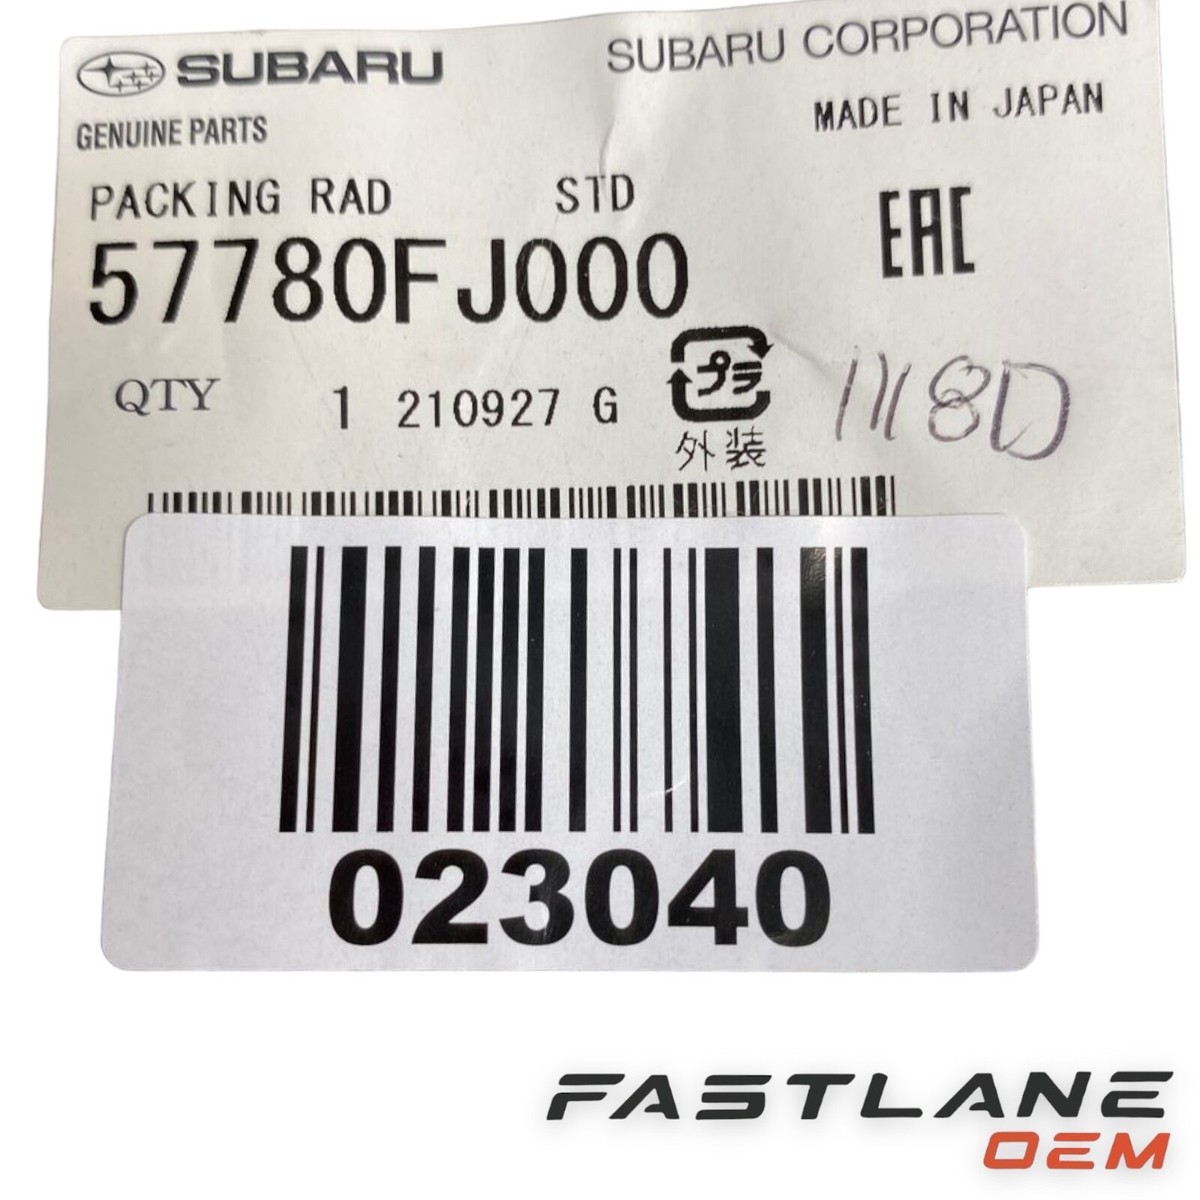 SUBARU
SUBARU CORPORATION
GENUINE PARTS
MADE IN JAPAN
PACKING RAD STD
57780FJ000
EAC
QTY 1 210927 G
プラ
外装
023040
FASTLANE
OEM